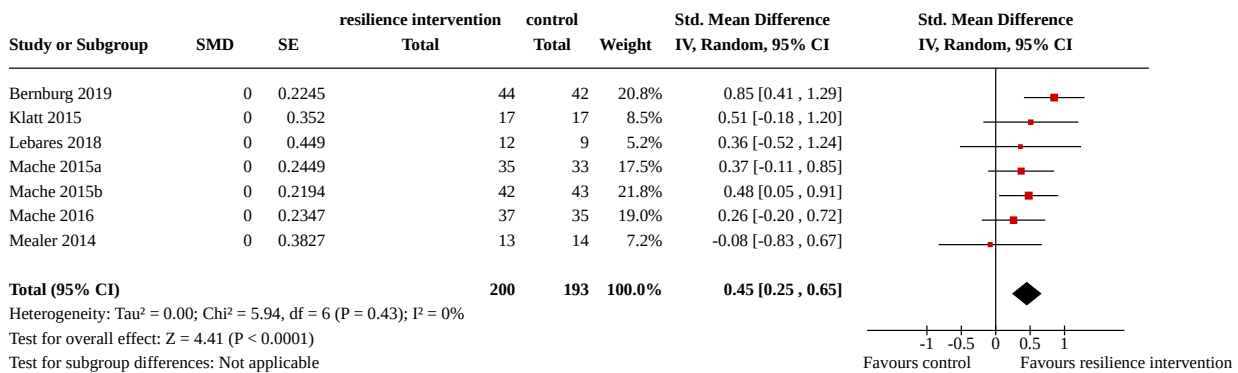 resilience intervention control Std. Mean Difference Std. Mean Difference
Study or Subgroup SMD SE Total Total Weight IV, Random, 95% CI IV, Random, 95% CI
Bernburg 2019 0 0.2245 44 42 20.8% 0.85 [0.41 , 1.29]
Klatt 2015 0 0.352 17 17 8.5% 0.51 [-0.18 , 1.20]
Lebares 2018 0 0.449 12 9 5.2% 0.36 [-0.52 , 1.24]
Mache 2015a 0 0.2449 35 33 17.5% 0.37 [-0.11 , 0.85]
Mache 2015b 0 0.2194 42 43 21.8% 0.48 [0.05 , 0.91]
Mache 2016 0 0.2347 37 35 19.0% 0.26 [-0.20 , 0.72]
Mealer 2014 0 0.3827 13 14 7.2% -0.08 [-0.83 , 0.67]
Total (95% CI) 200 193 100.0% 0.45 [0.25 , 0.65]
Heterogeneity: Tau² = 0.00; Chi² = 5.94, df = 6 (P = 0.43); I² = 0%
Test for overall effect: Z = 4.41 (P < 0.0001) -1 -0.5 0 0.5 1
Test for subgroup differences: Not applicable Favours control Favours resilience intervention